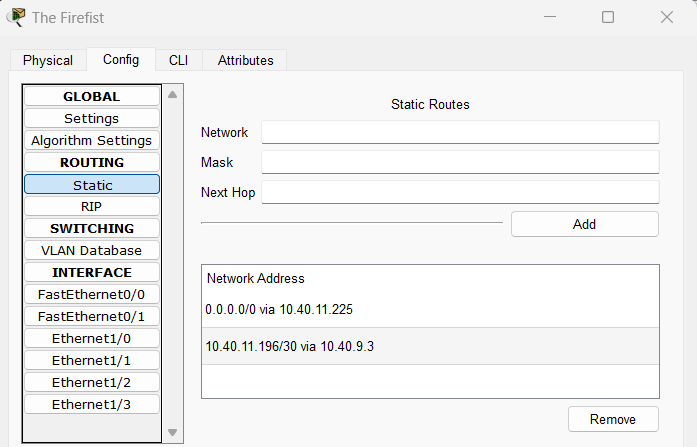 The Firefist
Physical Config CLI Attributes
GLOBAL
Settings
Algorithm Settings
ROUTING
Static
RIP
SWITCHING
VLAN Database
INTERFACE
FastEthernet0/0
FastEthernet0/1
Ethernet1/0
Ethernet1/1
Ethernet1/2
Ethernet1/3
Static Routes
Network
Mask
Next Hop
Add
Network Address
0.0.0.0/0 via 10.40.11.225
10.40.11.196/30 via 10.40.9.3
Remove